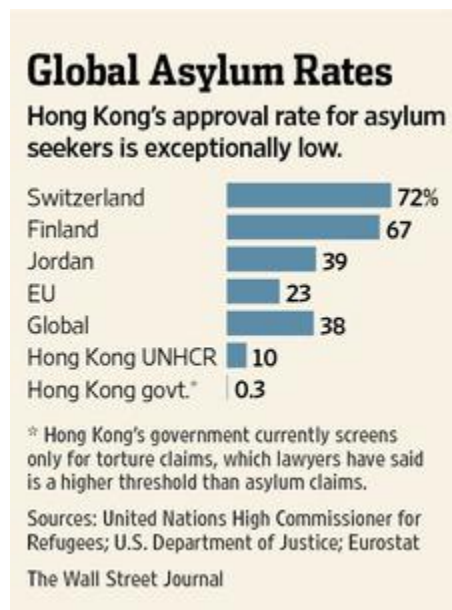 Global Asylum Rates
Hong Kong's approval rate for asylum
seekers is exceptionally low.
Switzerland 72%
Finland 67
Jordan 39
EU 23
Global 38
Hong Kong UNHCR 10
Hong Kong govt.* 0.3
* Hong Kong's government currently screens
only for torture claims, which lawyers have said
is a higher threshold than asylum claims.
Sources: United Nations High Commissioner for
Refugees; U.S. Department of Justice; Eurostat
The Wall Street Journal